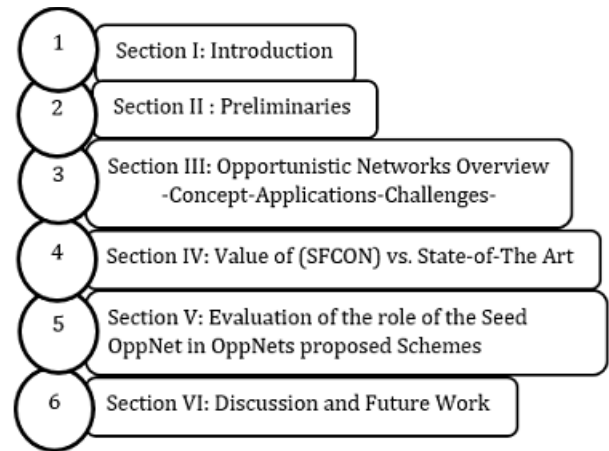 1
Section I: Introduction
2
Section II : Preliminaries
3
Section III: Opportunistic Networks Overview
-Concept-Applications-Challenges-
4
Section IV: Value of (SFCON) vs. State-of-The Art
5
Section V: Evaluation of the role of the Seed
OppNet in OppNets proposed Schemes
6
Section VI: Discussion and Future Work